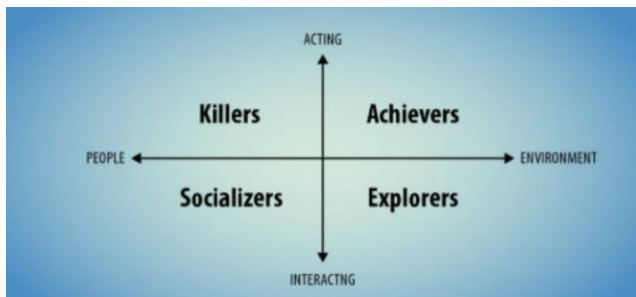 ACTING
Killers Achievers
PEOPLE ENVIRONMENT
Socializers Explorers
INTERACTNG